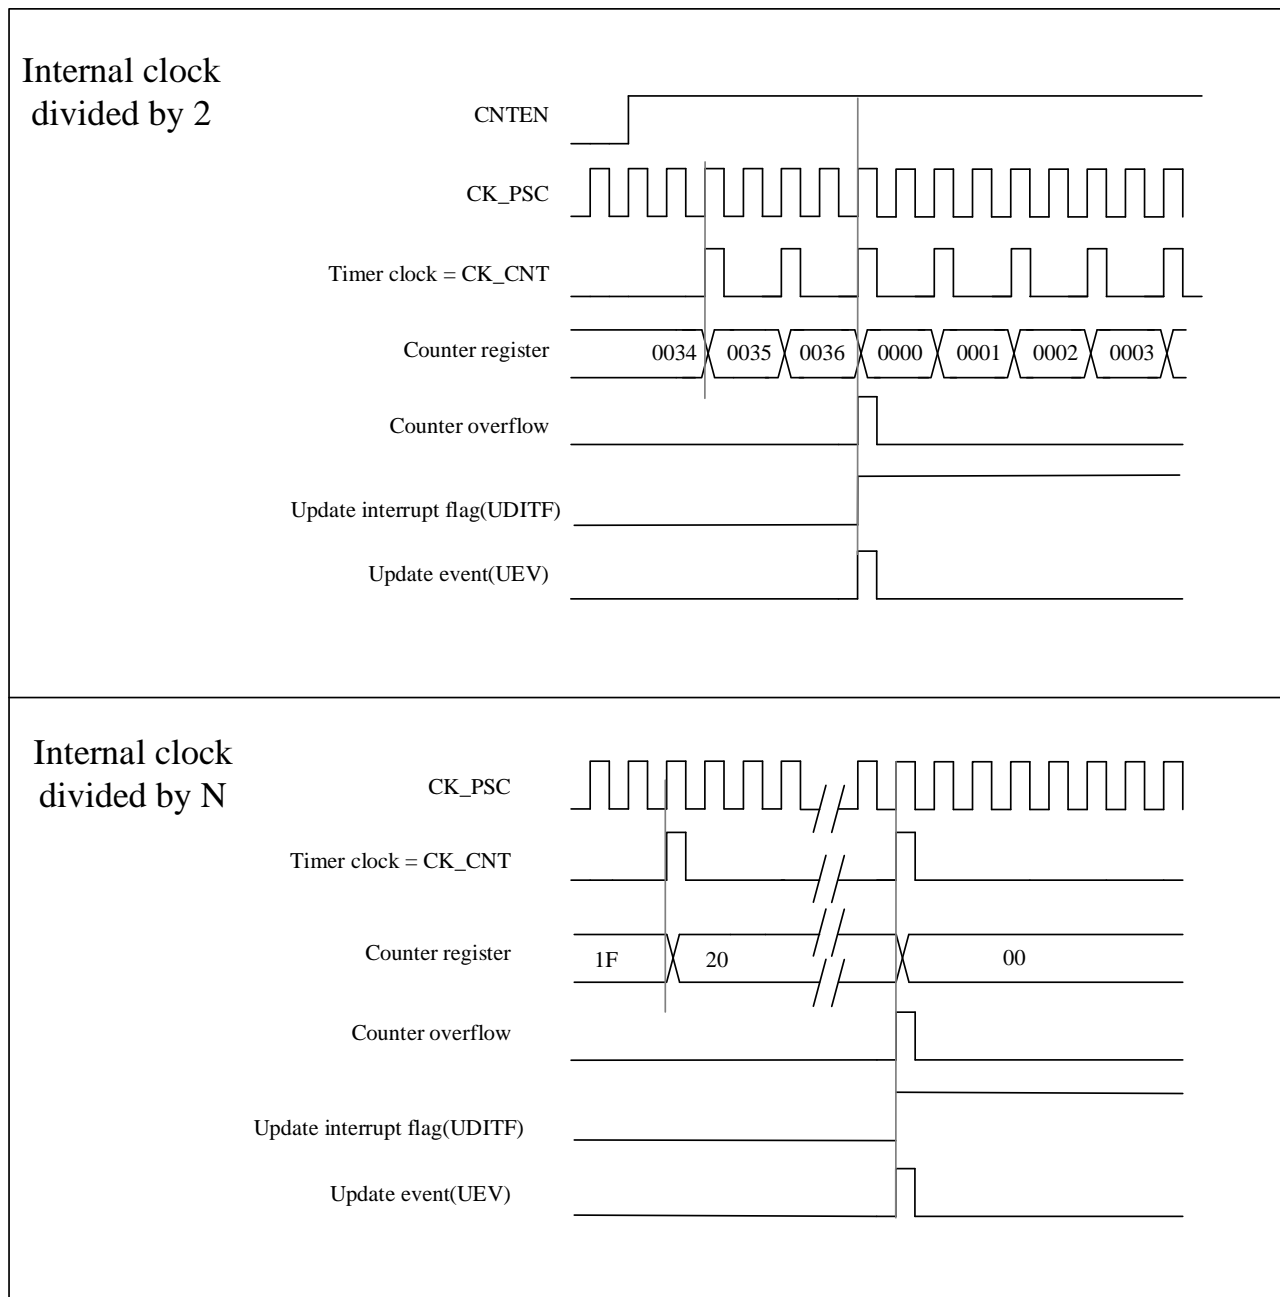 Internal clock
divided by 2
CNTEN
CK_PSC
Timer clock = CK_CNT
Counter register
0034 0035 0036 0000 0001 0002 0003
Counter overflow
Update interrupt flag(UDITF)
Update event(UEV)
Internal clock
divided by N
CK_PSC
Timer clock = CK_CNT
Counter register
1F 20 00
Counter overflow
Update interrupt flag(UDITF)
Update event(UEV)